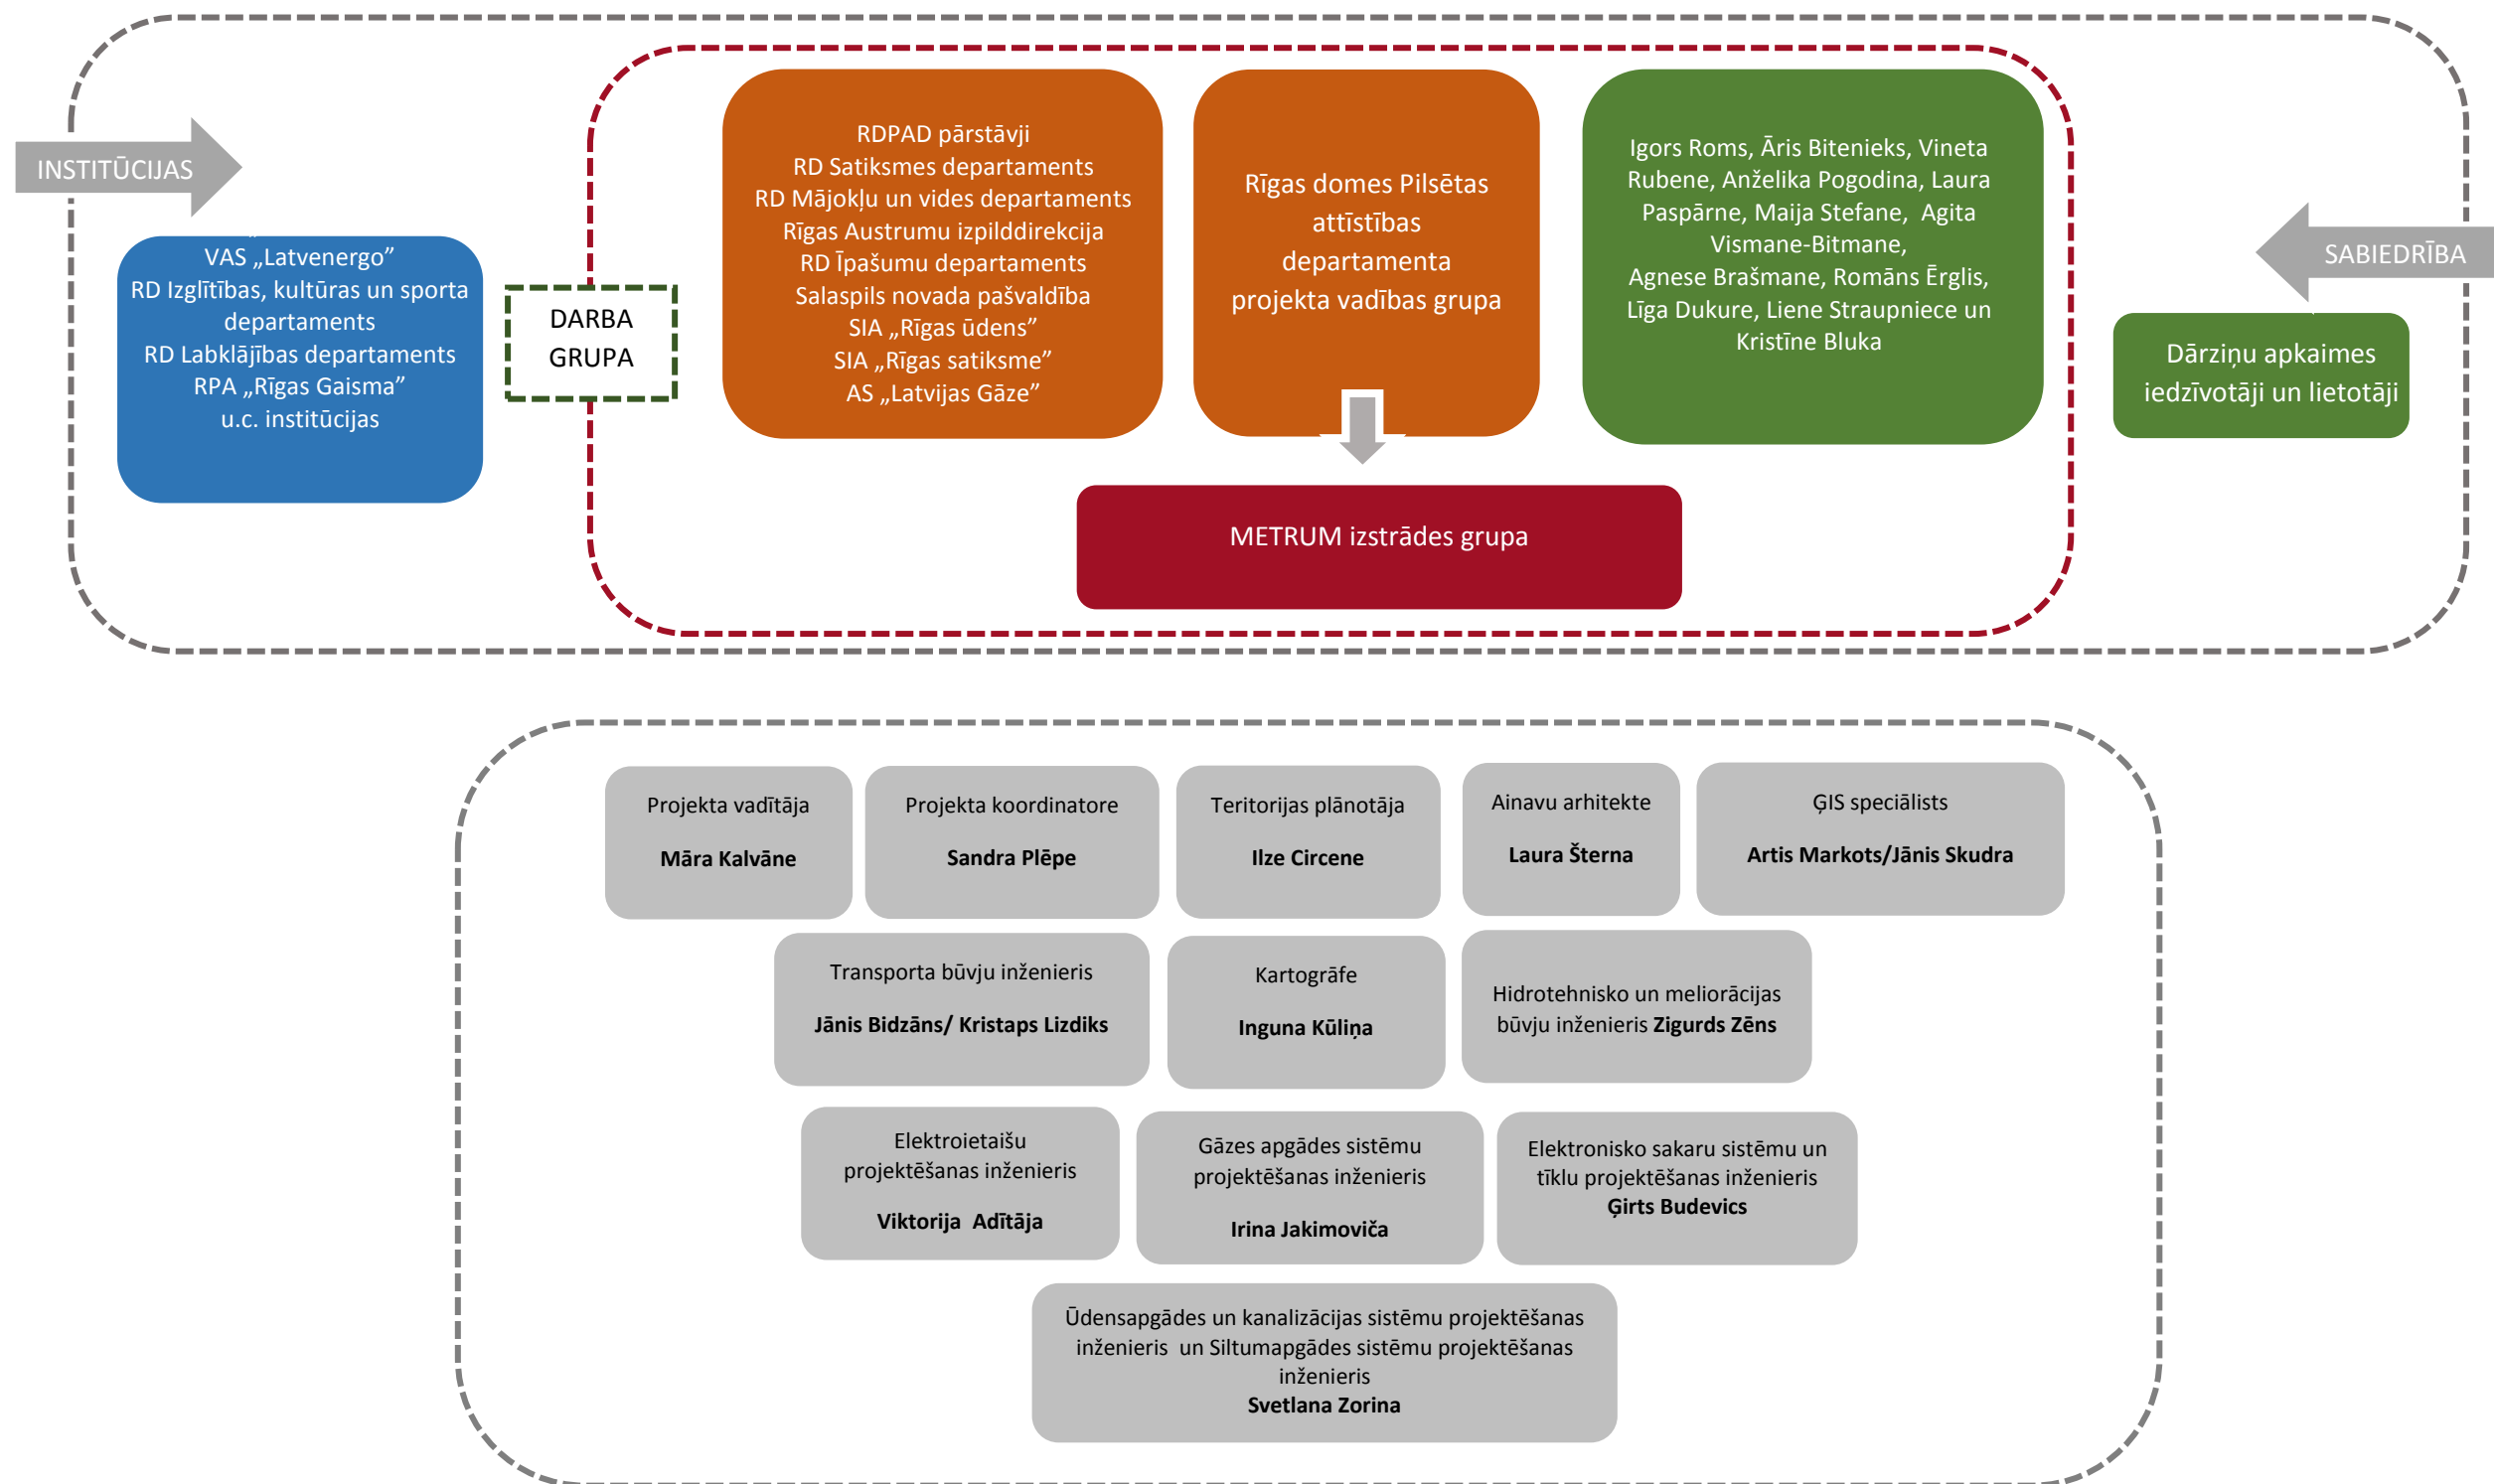 INSTITŪCIJAS
VAS „Latvenergo”
RD Izglītības, kultūras un sporta
departaments
RD Labklājības departaments
RPA „Rīgas Gaisma”
u.c. institūcijas
DARBA
GRUPA
RDPAD pārstāvji
RD Satiksmes departaments
RD Mājokļu un vides departaments
Rīgas Austrumu izpilddirekcija
RD Īpašumu departaments
Salaspils novada pašvaldība
SIA „Rīgas ūdens”
SIA „Rīgas satiksme”
AS „Latvijas Gāze”
Rīgas domes Pilsētas
attīstības
departamenta
projekta vadības grupa
Igors Roms, Āris Bitenieks, Vineta
Rubene, Anželika Pogodina, Laura
Paspārne, Maija Stefane, Agita
Vismane-Bitmane,
Agnese Brašmane, Romāns Ērglis,
Līga Dukure, Liene Straupniece un
Kristīne Bluka
SABIEDRĪBA
Dārziņu apkaimes
iedzīvotāji un lietotāji
METRUM izstrādes grupa
Projekta vadītāja
Māra Kalvāne
Projekta koordinatore
Sandra Plēpe
Teritorijas plānotāja
Ilze Circene
Ainavu arhitekte
Laura Šterna
ĢIS speciālists
Artis Markots/Jānis Skudra
Transporta būvju inženieris
Jānis Bidzāns/ Kristaps Lizdiks
Kartogrāfe
Inguna Kūliņa
Hidrotehnisko un meliorācijas
būvju inženieris Zigurds Zēns
Elektroietaišu
projektēšanas inženieris
Viktorija Adītāja
Gāzes apgādes sistēmu
projektēšanas inženieris
Irina Jakimoviča
Elektronisko sakaru sistēmu un
tīklu projektēšanas inženieris
Ģirts Budevics
Ūdensapgādes un kanalizācijas sistēmu projektēšanas
inženieris un Siltumapgādes sistēmu projektēšanas
inženieris
Svetlana Zorina